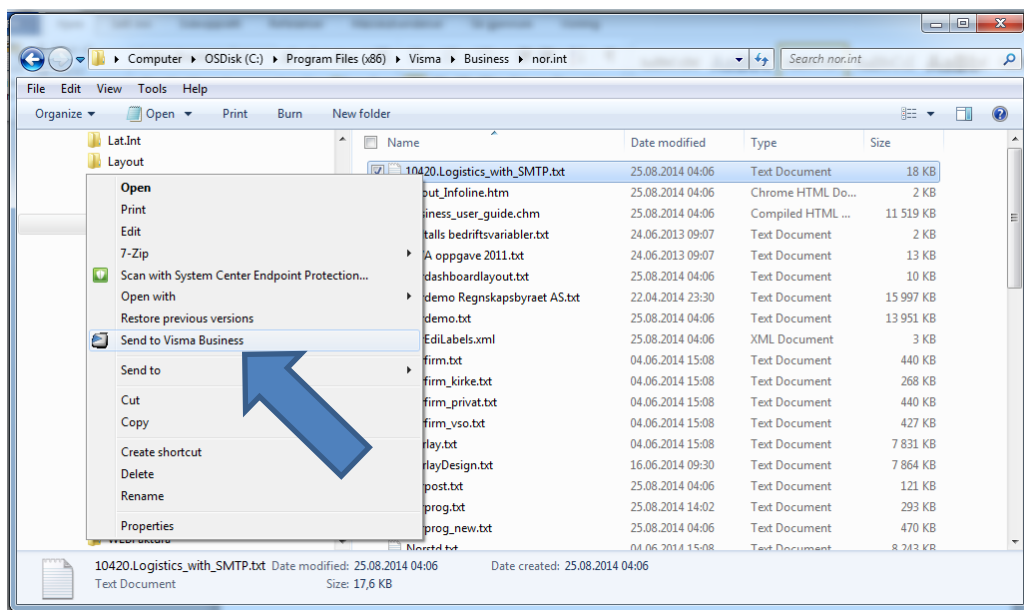 Computer ▸ OSDisk (C:) ▸ Program Files (x86) ▸ Visma ▸ Business ▸ nor.int
Search nor.int
File Edit View Tools Help
Organize Open Print Burn New folder
Lat.Int
Layout
Name Date modified Type Size
10420.Logistics_with_SMTP.txt 25.08.2014 04:06 Text Document 18 KB
out_Infoline.htm 25.08.2014 04:06 Chrome HTML Do... 2 KB
siness_user_guide.chm 25.08.2014 04:06 Compiled HTML ... 11 519 KB
talls bedriftsvariabler.txt 24.06.2013 09:07 Text Document 2 KB
A oppgave 2011.txt 24.06.2013 09:07 Text Document 13 KB
dashboardlayout.txt 25.08.2014 04:06 Text Document 10 KB
demo Regnskapsbyraet AS.txt 22.04.2014 23:30 Text Document 15 997 KB
demo.txt 25.08.2014 04:06 Text Document 13 951 KB
EdiLabels.xml 25.08.2014 04:06 XML Document 3 KB
firm.txt 04.06.2014 15:08 Text Document 440 KB
firm_kirke.txt 04.06.2014 15:08 Text Document 268 KB
firm_privat.txt 04.06.2014 15:08 Text Document 440 KB
firm_vso.txt 04.06.2014 15:08 Text Document 427 KB
rlay.txt 04.06.2014 15:08 Text Document 7 831 KB
rlayDesign.txt 16.06.2014 09:30 Text Document 7 864 KB
post.txt 25.08.2014 04:06 Text Document 121 KB
prog.txt 25.08.2014 14:02 Text Document 293 KB
prog_new.txt 25.08.2014 04:06 Text Document 470 KB
Norstd.txt 04.06.2014 15:08 Text Document 8 243 KB
Open
Print
Edit
7-Zip
Scan with System Center Endpoint Protection...
Open with
Restore previous versions
Send to Visma Business
Send to
Cut
Copy
Create shortcut
Delete
Rename
Properties
WEBFaktura
10420.Logistics_with_SMTP.txt Date modified: 25.08.2014 04:06 Date created: 25.08.2014 04:06
Text Document Size: 17,6 KB